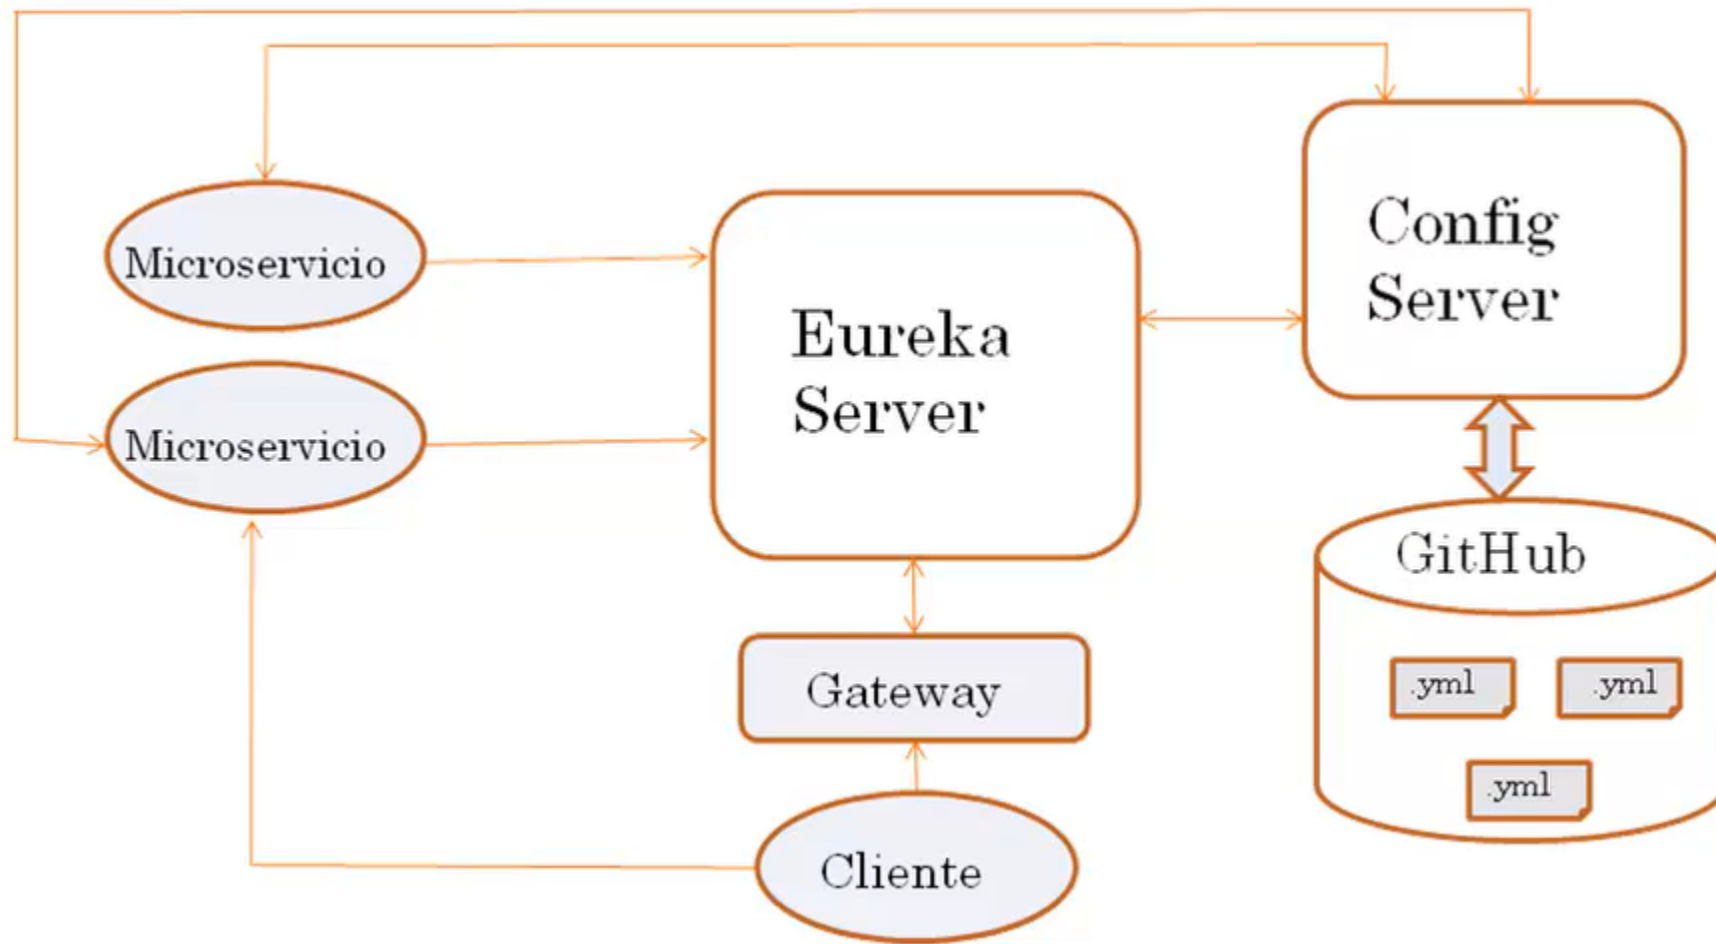 Microservicio
Microservicio
Eureka
Server
Config
Server
GitHub
.yml
.yml
.yml
Gateway
Cliente